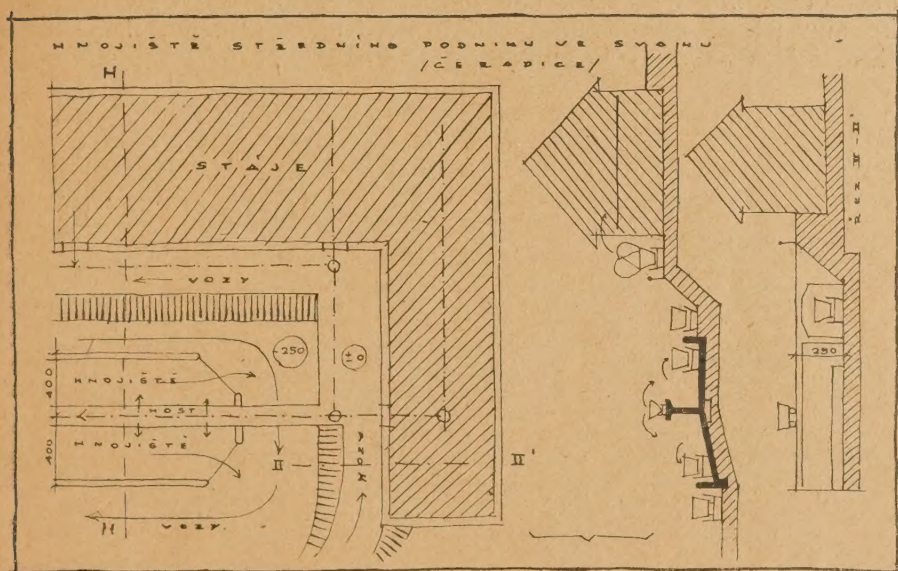 HNOJIŠTĚ STŘEDNÍHO PODNIKU VE SVAHU
/ČERADICE/
H
STÁJE
VOZY
-250
±0
400
HNOJIŠTĚ
MOST
HNOJIŠTĚ
400
II
II'
H
VOZY
250
ŘEZ II-II'